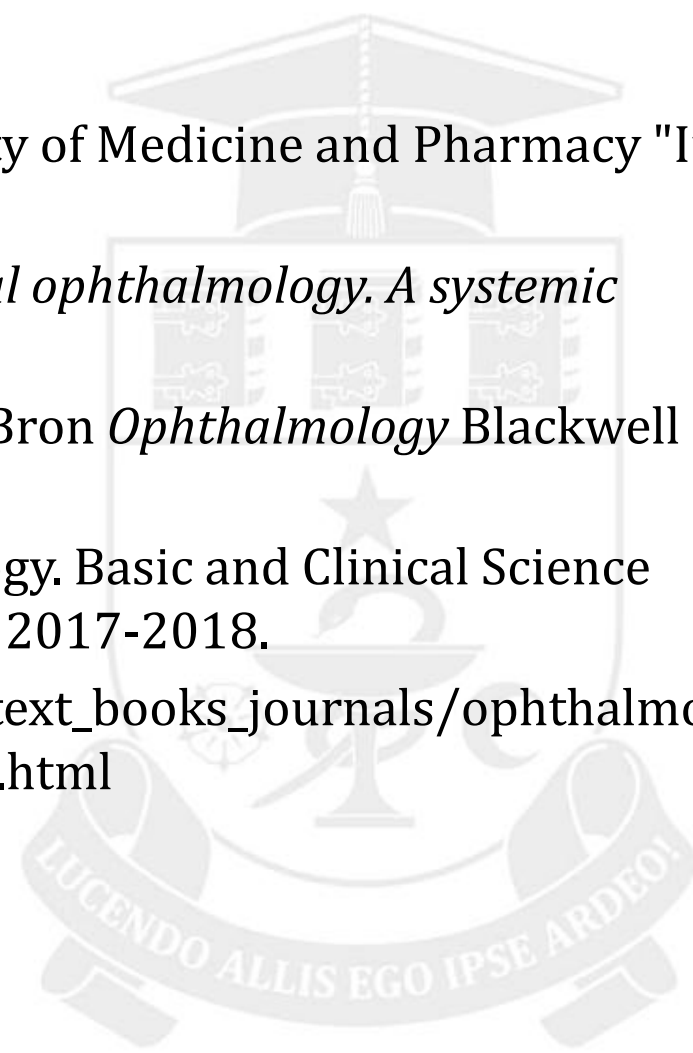 y of Medicine and Pharmacy "I
l ophthalmology. A systemic
Bron Ophthalmology Blackwell
gy. Basic and Clinical Science
2017-2018.
text_books_journals/ophthalmo
.html
LUCENDO ALLIS EGO IPSE ARDEO!